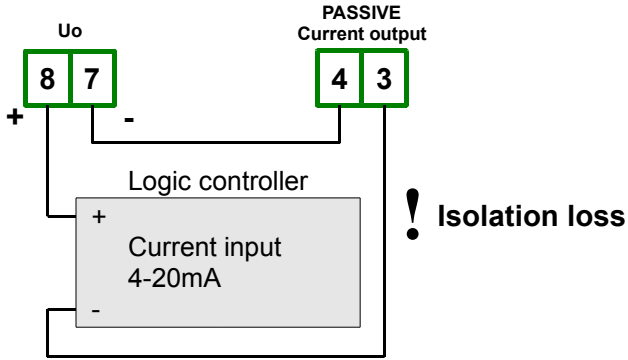 Uo
PASSIVE
Current output
8 7
4 3
+ -
Logic controller
+
Current input
4-20mA
-
! Isolation loss